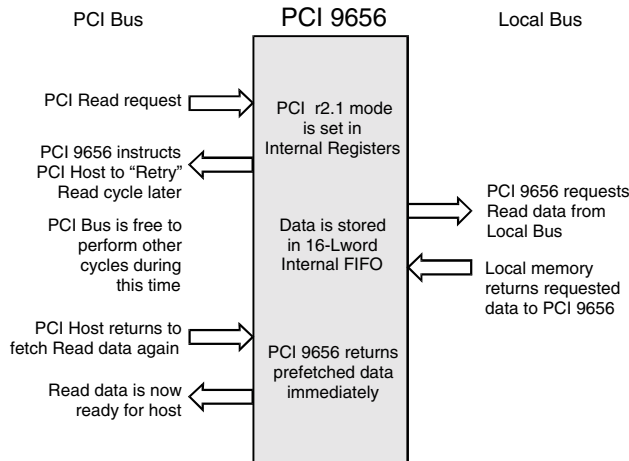 PCI Bus
PCI 9656
Local Bus
PCI Read request
PCI r2.1 mode
is set in
Internal Registers
PCI 9656 instructs
PCI Host to “Retry”
Read cycle later
PCI 9656 requests
Read data from
Local Bus
PCI Bus is free to
perform other
cycles during
this time
Data is stored
in 16-Lword
Internal FIFO
Local memory
returns requested
data to PCI 9656
PCI Host returns to
fetch Read data again
PCI 9656 returns
prefetched data
immediately
Read data is now
ready for host